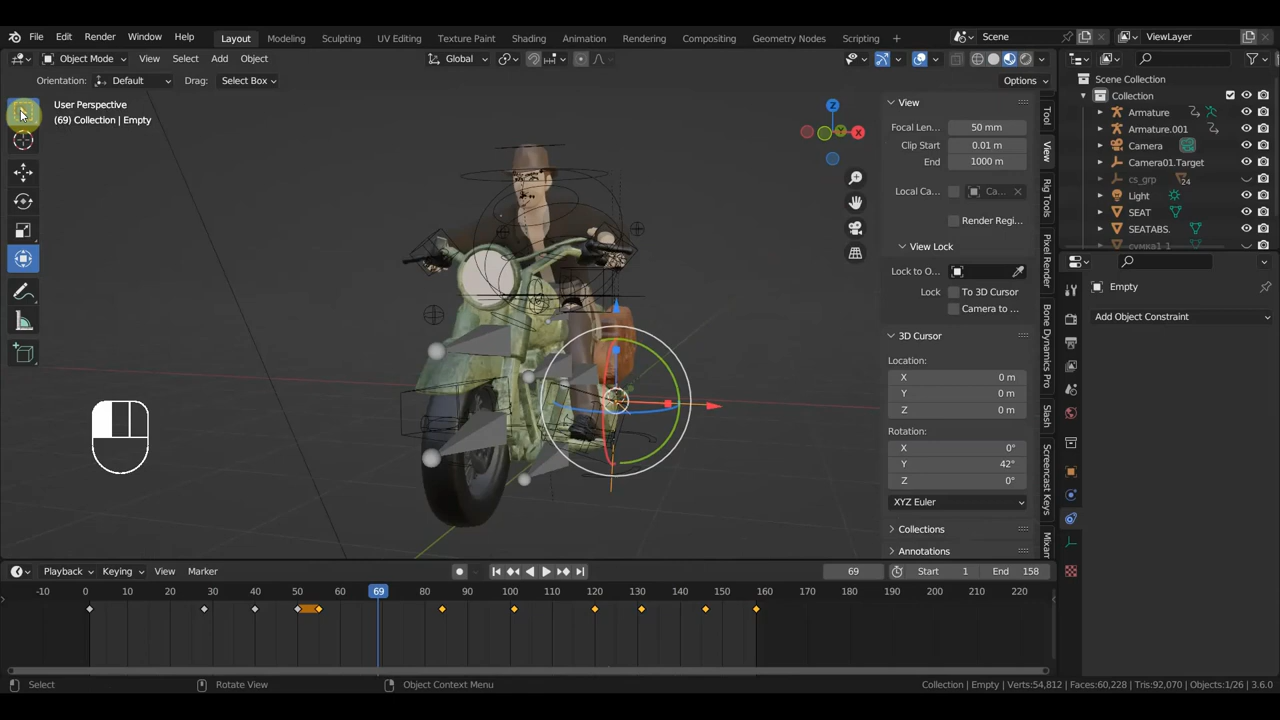 File Edit Render Window Help Layout Modeling Sculpting UV Editing Texture Paint Shading Animation Rendering Compositing Geometry Nodes Scripting + Scene ViewLayer
Object Mode View Select Add Object Global Options
Orientation: Default Drag: Select Box
User Perspective
(69) Collection | Empty
Z
Y
X
View
Focal Len... 50 mm
Clip Start 0.01 m
End 1000 m
Local Ca... Ca...
Render Regi...
View Lock
Lock to O...
Lock To 3D Cursor
Camera to ...
3D Cursor
Location:
X 0 m
Y 0 m
Z 0 m
Rotation:
X 0°
Y 42°
Z 0°
XYZ Euler
Collections
Annotations
Tool
View
Rig Tools
Pixel Render
Bone Dynamics Pro
Slash
Screencast Keys
Mixam
Scene Collection
Collection
Armature
Armature.001
Camera
Camera01.Target
cs_grp 24
Light
SEAT
SEATABS.
сумка1 1
Empty
Add Object Constraint
Playback Keying View Marker 69 Start 1 End 158
-10 0 10 20 30 40 50 60 69 80 90 100 110 120 130 140 150 160 170 180 190 200 210 220
Select Rotate View Object Context Menu Collection | Empty | Verts:54,812 | Faces:60,228 | Tris:92,070 | Objects:1/26 | 3.6.0